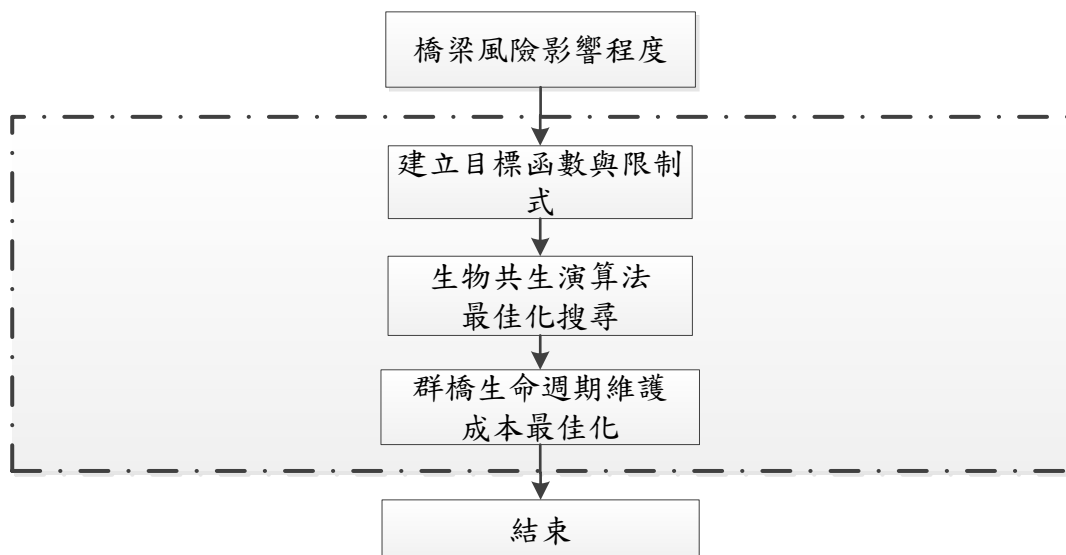 橋梁風險影響程度
建立目標函數與限制
式
生物共生演算法
最佳化搜尋
群橋生命週期維護
成本最佳化
結束